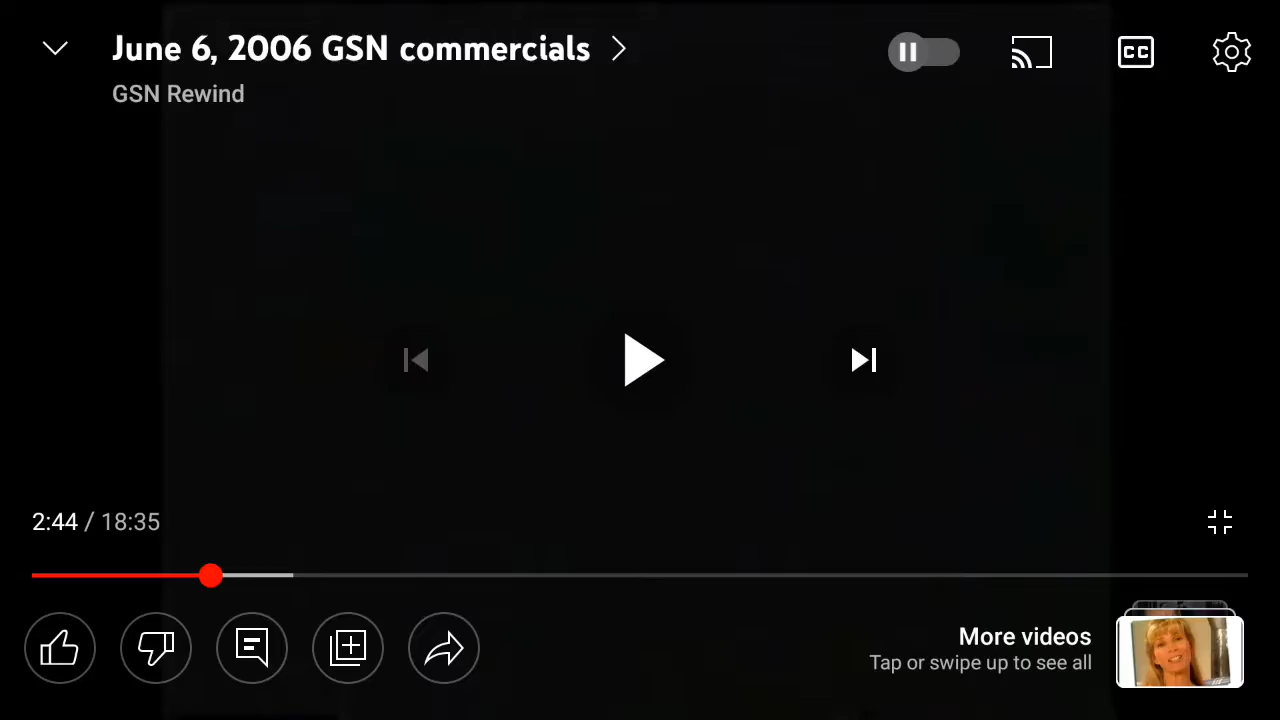 June 6, 2006 GSN commercials
GSN Rewind
CC
2:44 / 18:35
More videos
Tap or swipe up to see all